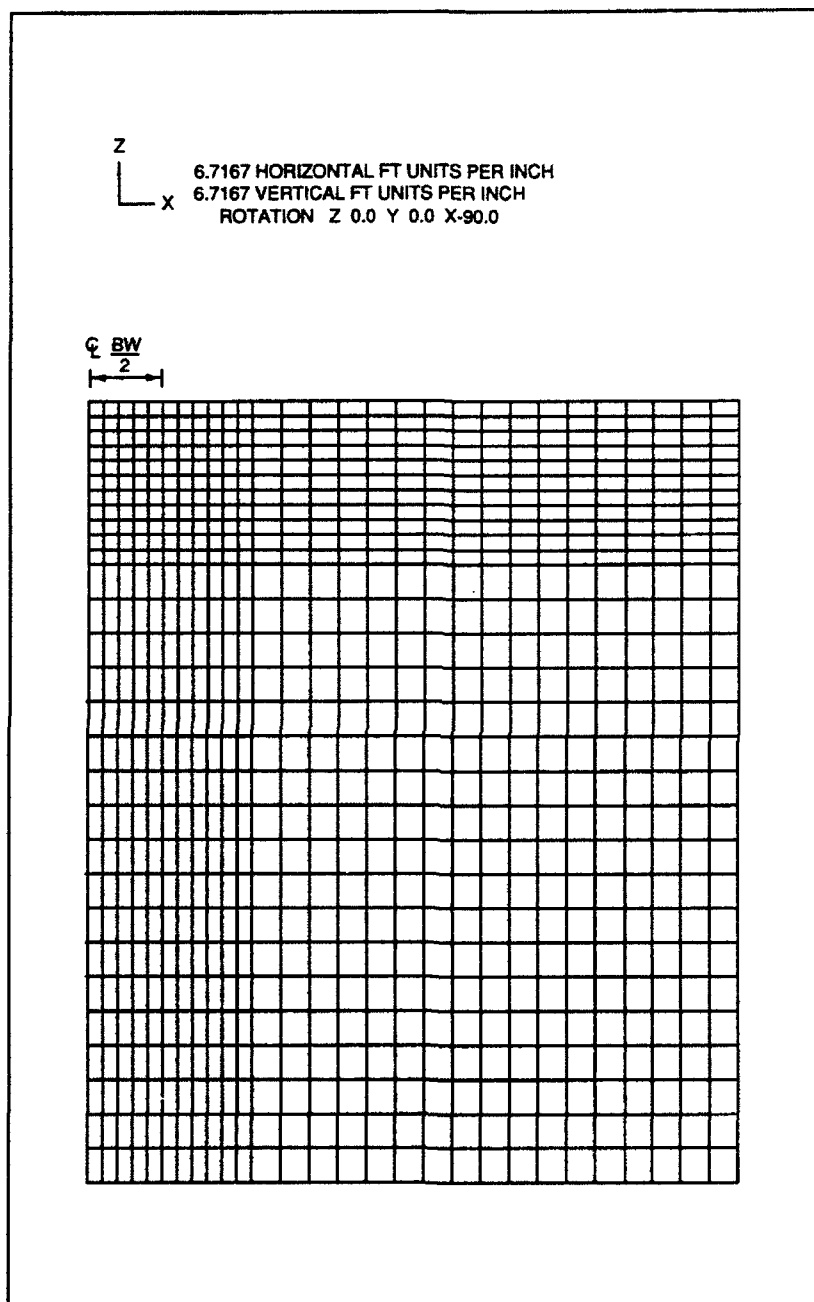 Z
X
6.7167 HORIZONTAL FT UNITS PER INCH
6.7167 VERTICAL FT UNITS PER INCH
ROTATION Z 0.0 Y 0.0 X-90.0
℄ BW
2